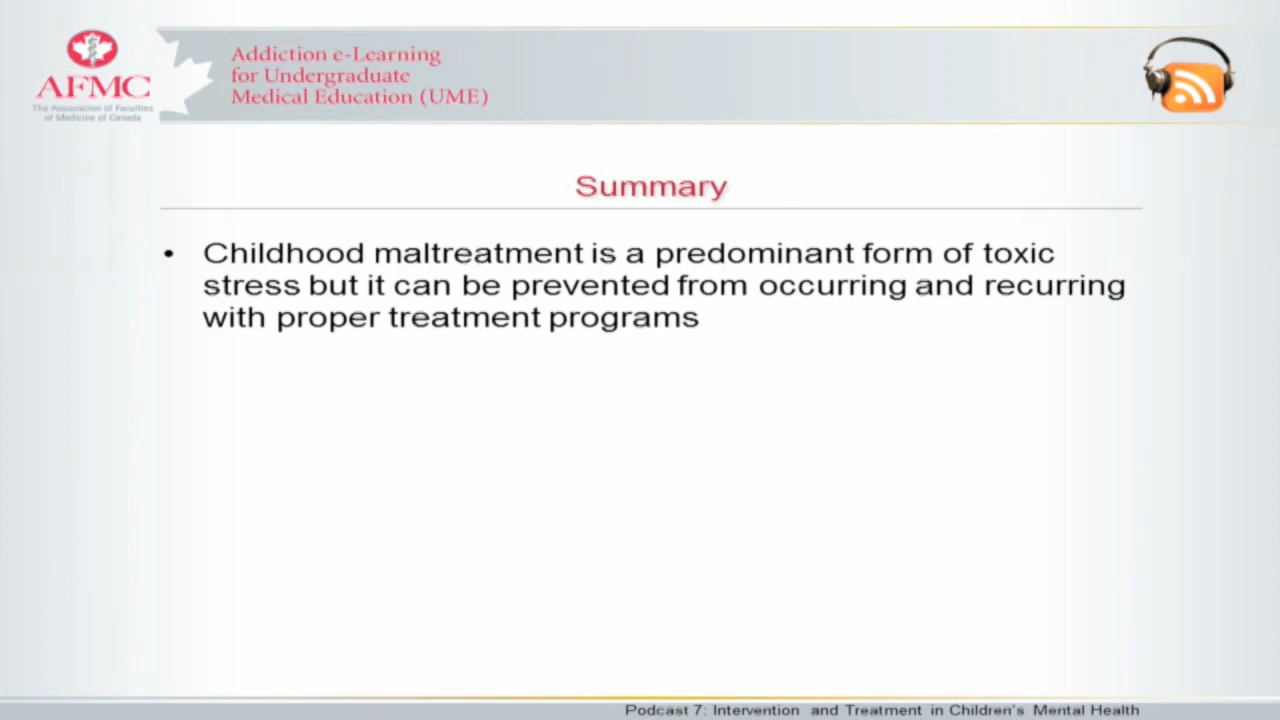 AFMC
The Association of Faculties
of Medicine of Canada
Addiction e-Learning
for Undergraduate
Medical Education (UME)
Summary
• Childhood maltreatment is a predominant form of toxic
stress but it can be prevented from occurring and recurring
with proper treatment programs
Podcast 7: Intervention and Treatment in Children's Mental Health